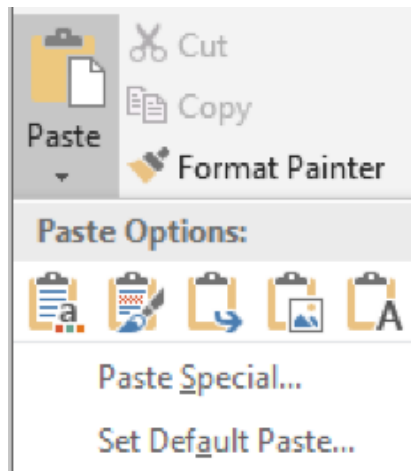 Cut
Copy
Paste
Format Painter
Paste Options:
a
A
Paste Special...
Set Default Paste...